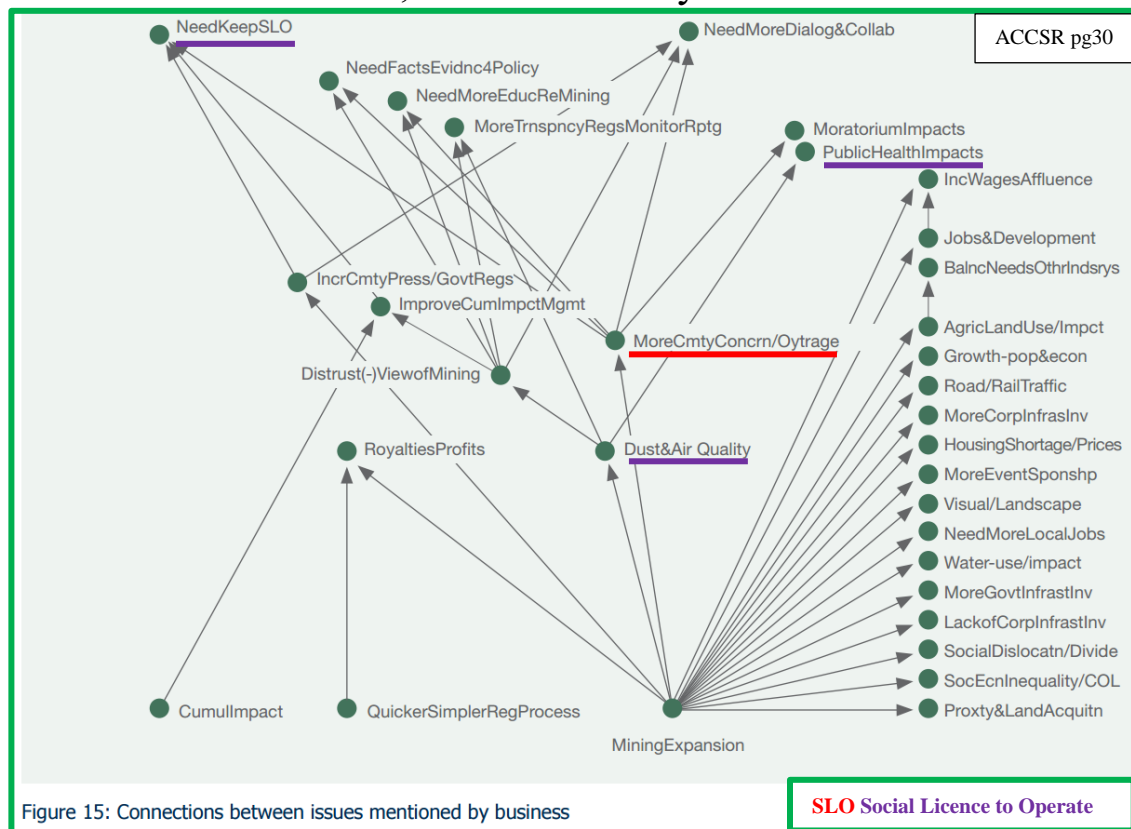 NeedKeepSLO
NeedMoreDialog&Collab
ACCSR pg30
NeedFactsEvidnc4Policy
NeedMoreEducReMining
MoreTrnspncyRegsMonitorRptg
MoratoriumImpacts
PublicHealthImpacts
IncWagesAffluence
Jobs&Development
BalncNeedsOthrIndsrys
IncrCmtyPress/GovtRegs
ImproveCumImpctMgmt
AgricLandUse/Impct
MoreCmtyConcrn/Oytrage
Growth-pop&econ
Distrust(-)ViewofMining
Road/RailTraffic
MoreCorpInfrasInv
RoyaltiesProfits
Dust&Air Quality
HousingShortage/Prices
MoreEventSponshp
Visual/Landscape
NeedMoreLocalJobs
Water-use/impact
MoreGovtInfrastInv
LackofCorpInfrastInv
SocialDislocatn/Divide
SocEcnInequality/COL
CumulImpact
QuickerSimplerRegProcess
Proxty&LandAcquitn
MiningExpansion
Figure 15: Connections between issues mentioned by business
SLO Social Licence to Operate